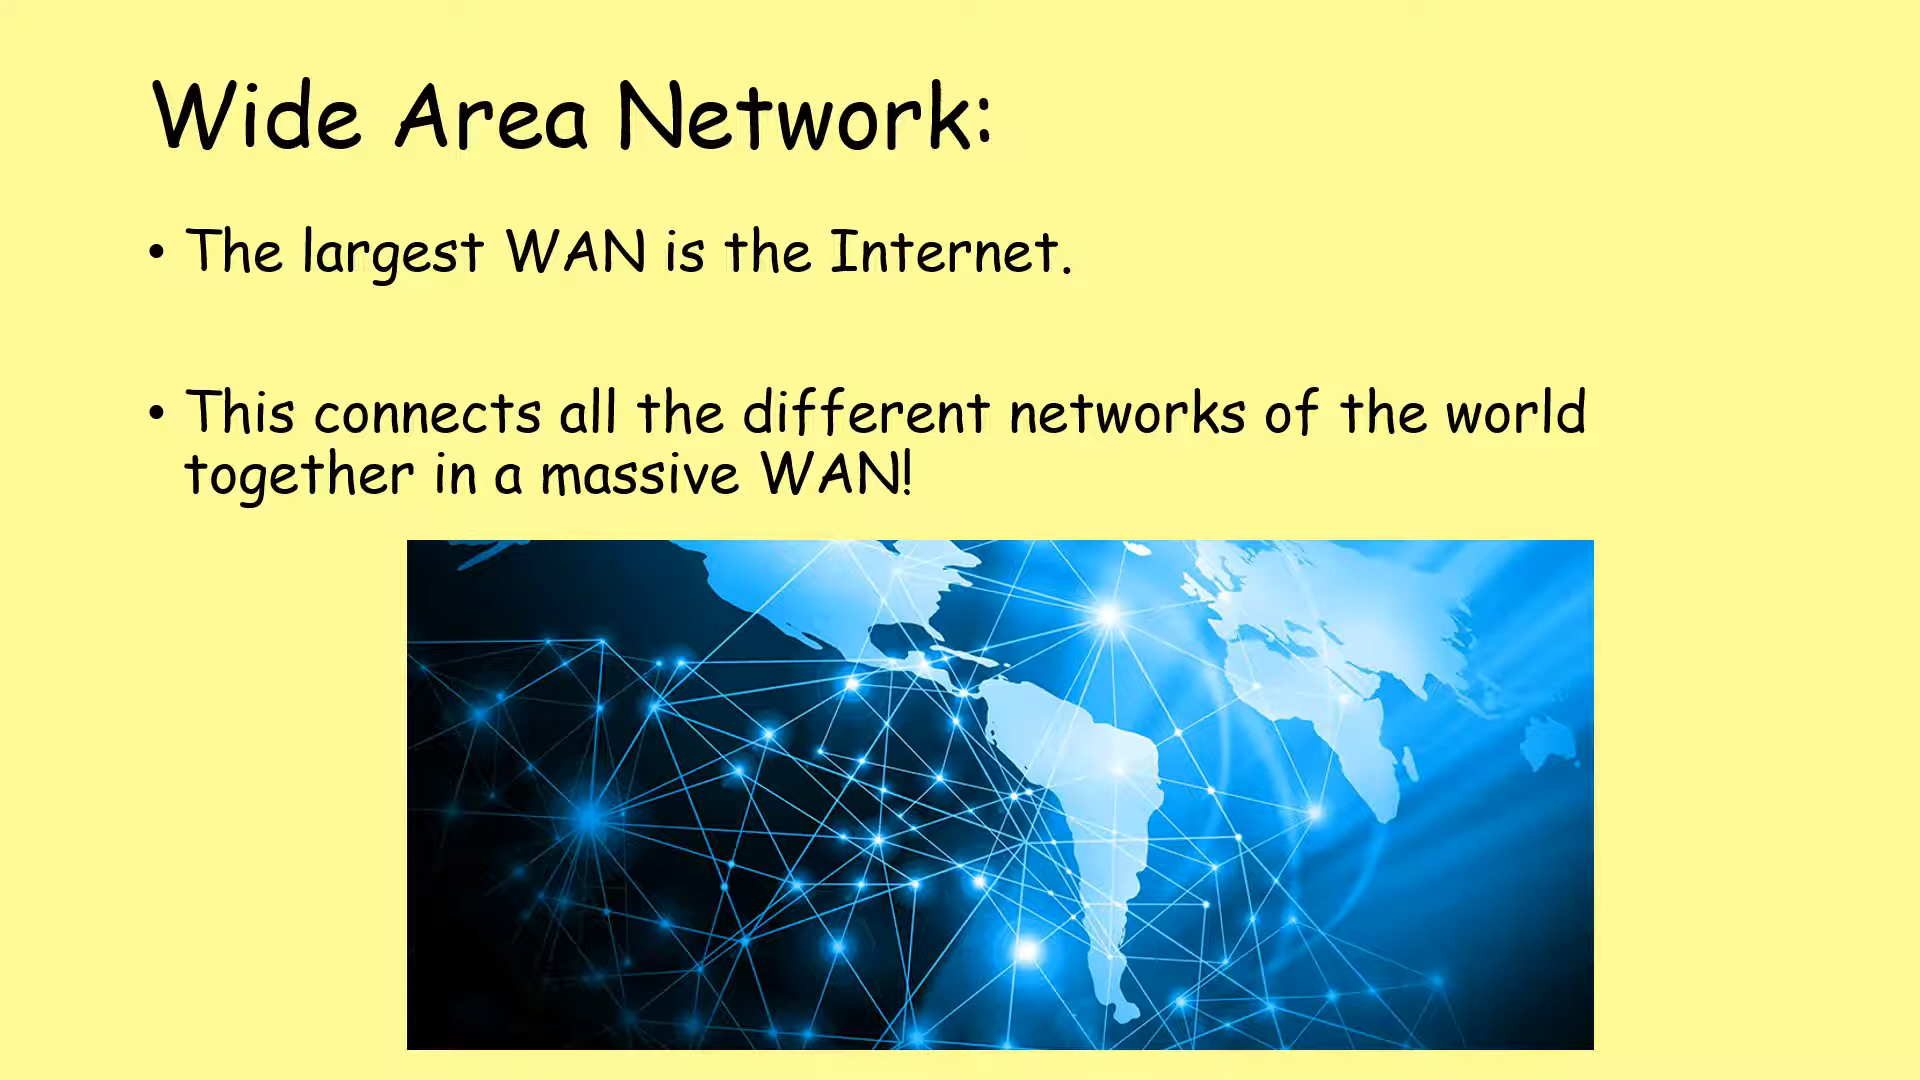 Wide Area Network:
• The largest WAN is the Internet.
• This connects all the different networks of the world
together in a massive WAN!